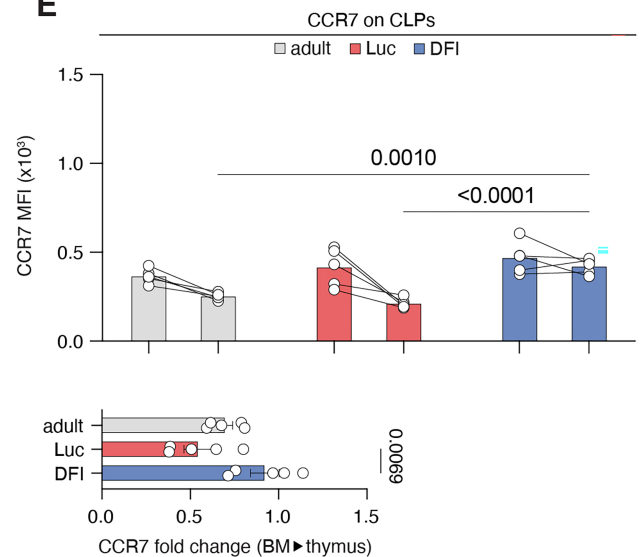 E
CCR7 on CLPs
adult Luc DFI
1.5
1.0
0.5
0.0
CCR7 MFI (x10³)
0.0010
<0.0001
adult
Luc
DFI
0.0069
0.0 0.5 1.0 1.5
CCR7 fold change (BM▶thymus)